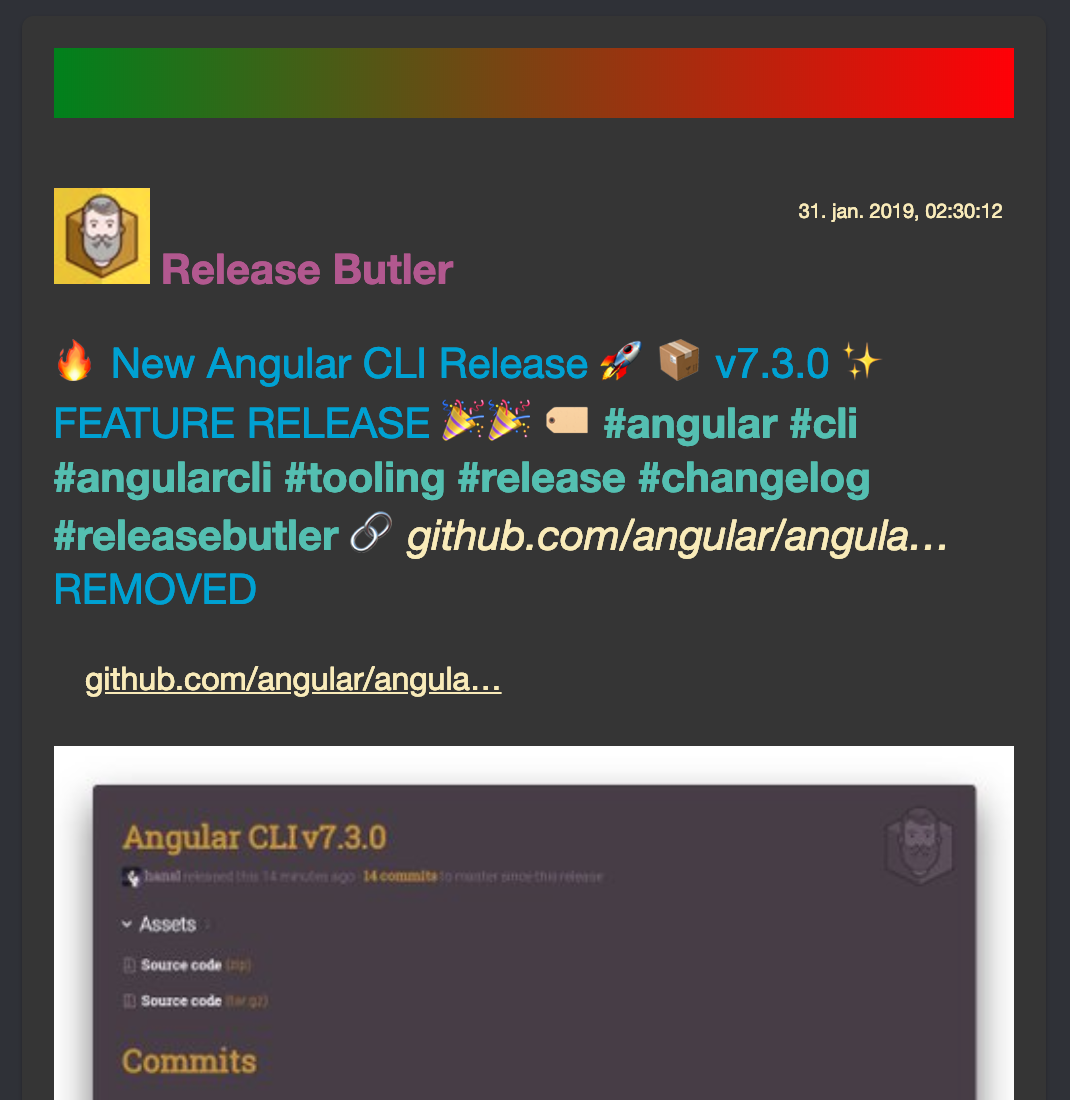 31. jan. 2019, 02:30:12
Release Butler
🔥 New Angular CLI Release 🚀 📦 v7.3.0 ✨
FEATURE RELEASE 🎉🎉 🏷️ #angular #cli
#angularcli #tooling #release #changelog
#releasebutler 🔗 github.com/angular/angula…
REMOVED
github.com/angular/angula…
Angular CLI v7.3.0
hansl released this 14 minutes ago · 14 commits to master since this release
Assets
Source code (zip)
Source code (tar.gz)
Commits